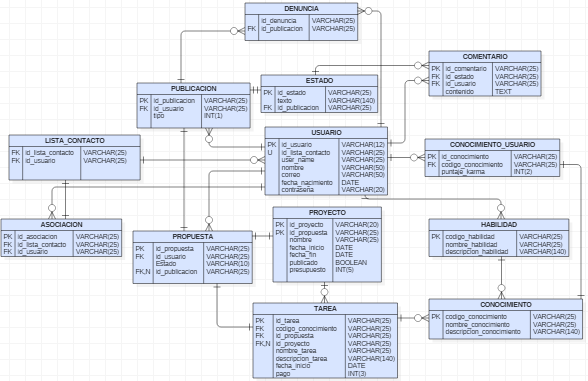 DENUNCIA
id_denuncia VARCHAR(25)
FK id_publicacion VARCHAR(25)
COMENTARIO
PK id_comentario VARCHAR(25)
FK id_estado VARCHAR(25)
FK id_usuario VARCHAR(25)
contenido TEXT
ESTADO
PK id_estado VARCHAR(25)
texto VARCHAR(140)
FK id_publicacion VARCHAR(25)
PUBLICACION
PK id_publicacion VARCHAR(25)
FK id_usuario VARCHAR(25)
tipo INT(1)
USUARIO
PK id_usuario VARCHAR(12)
U id_lista_contacto VARCHAR(25)
user_name VARCHAR(25)
nombre VARCHAR(50)
correo VARCHAR(50)
fecha_nacimiento DATE
contraseña VARCHAR(20)
LISTA_CONTACTO
FK id_lista_contacto VARCHAR(25)
FK id_usuario VARCHAR(25)
CONOCIMIENTO_USUARIO
PK id_conocimiento VARCHAR(25)
FK codigo_conocimiento VARCHAR(25)
puntaje_karma INT(2)
ASOCIACION
PK id_asociacion VARCHAR(25)
FK id_lista_contacto VARCHAR(25)
FK id_usuario VARCHAR(25)
PROPUESTA
PK id_propuesta VARCHAR(25)
FK id_usuario VARCHAR(25)
Estado VARCHAR(10)
FK,N id_publicacion VARCHAR(25)
PROYECTO
PK id_proyecto VARCHAR(20)
FK id_propuesta VARCHAR(25)
nombre VARCHAR(25)
fecha_inicio DATE
fecha_fin DATE
publicado BOOLEAN
presupuesto INT(5)
HABILIDAD
PK codigo_habilidad VARCHAR(25)
nombre_habilidad VARCHAR(25)
descripcion_habilidad VARCHAR(140)
TAREA
PK id_tarea VARCHAR(25)
FK codigo_conocimiento VARCHAR(25)
FK id_propuesta VARCHAR(25)
FK,N id_proyecto VARCHAR(25)
nombre_tarea VARCHAR(25)
descripcion_tarea VARCHAR(140)
fecha_inicio DATE
pago INT(3)
CONOCIMIENTO
PK codigo_conocimiento VARCHAR(25)
nombre_conocimiento VARCHAR(25)
descripcion_conocimiento VARCHAR(140)